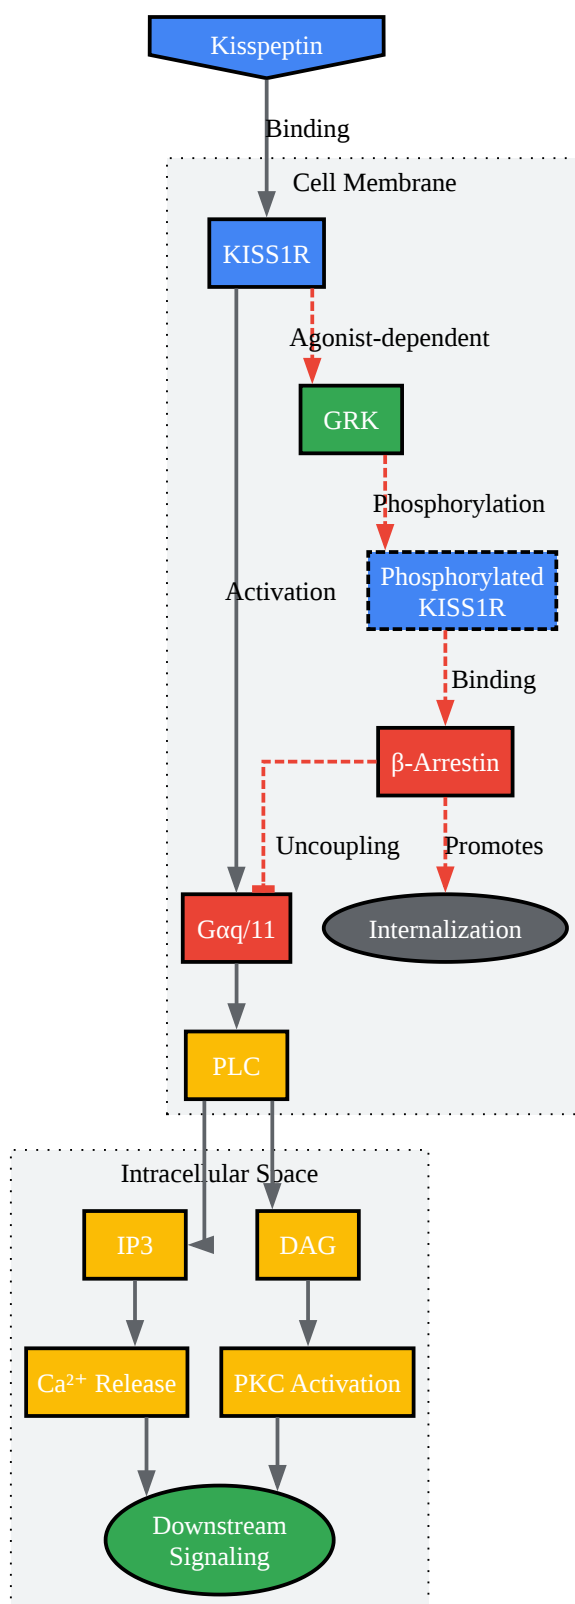 Kisspeptin
Binding
Cell Membrane
KISS1R
Agonist-dependent
GRK
Phosphorylation
Phosphorylated
KISS1R
Activation
Binding
β-Arrestin
Uncoupling
Promotes
Gαq/11
Internalization
PLC
Intracellular Space
IP3
DAG
Ca²⁺ Release
PKC Activation
Downstream
Signaling